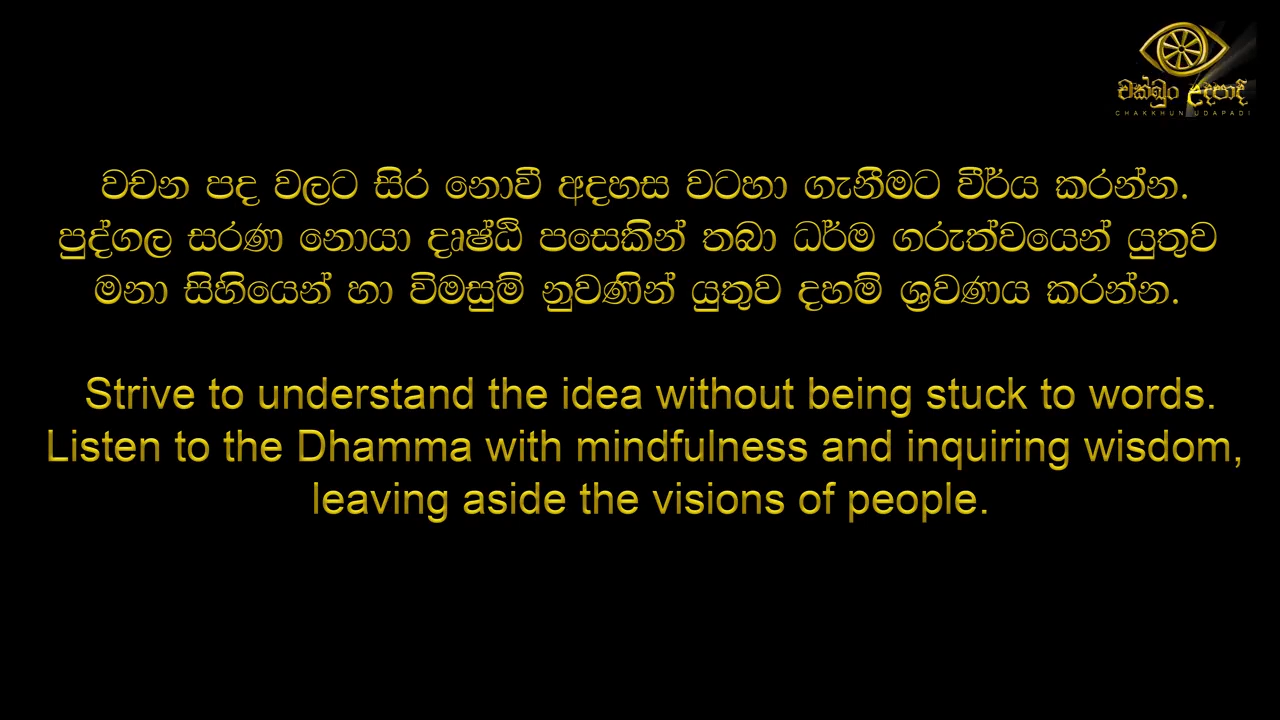 චක්ඛුං උදපාදි
CHAKKHUN UDAPADI
වචන පද වලට සිර නොවී අදහස වටහා ගැනීමට වීර්ය කරන්න.
පුද්ගල සරණ නොයා දෘෂ්ඨි පසෙකින් තබා ධර්ම ගරුත්වයෙන් යුතුව
මනා සිහියෙන් හා විමසුම් නුවණින් යුතුව දහම් ශ්‍රවණය කරන්න.
Strive to understand the idea without being stuck to words.
Listen to the Dhamma with mindfulness and inquiring wisdom,
leaving aside the visions of people.